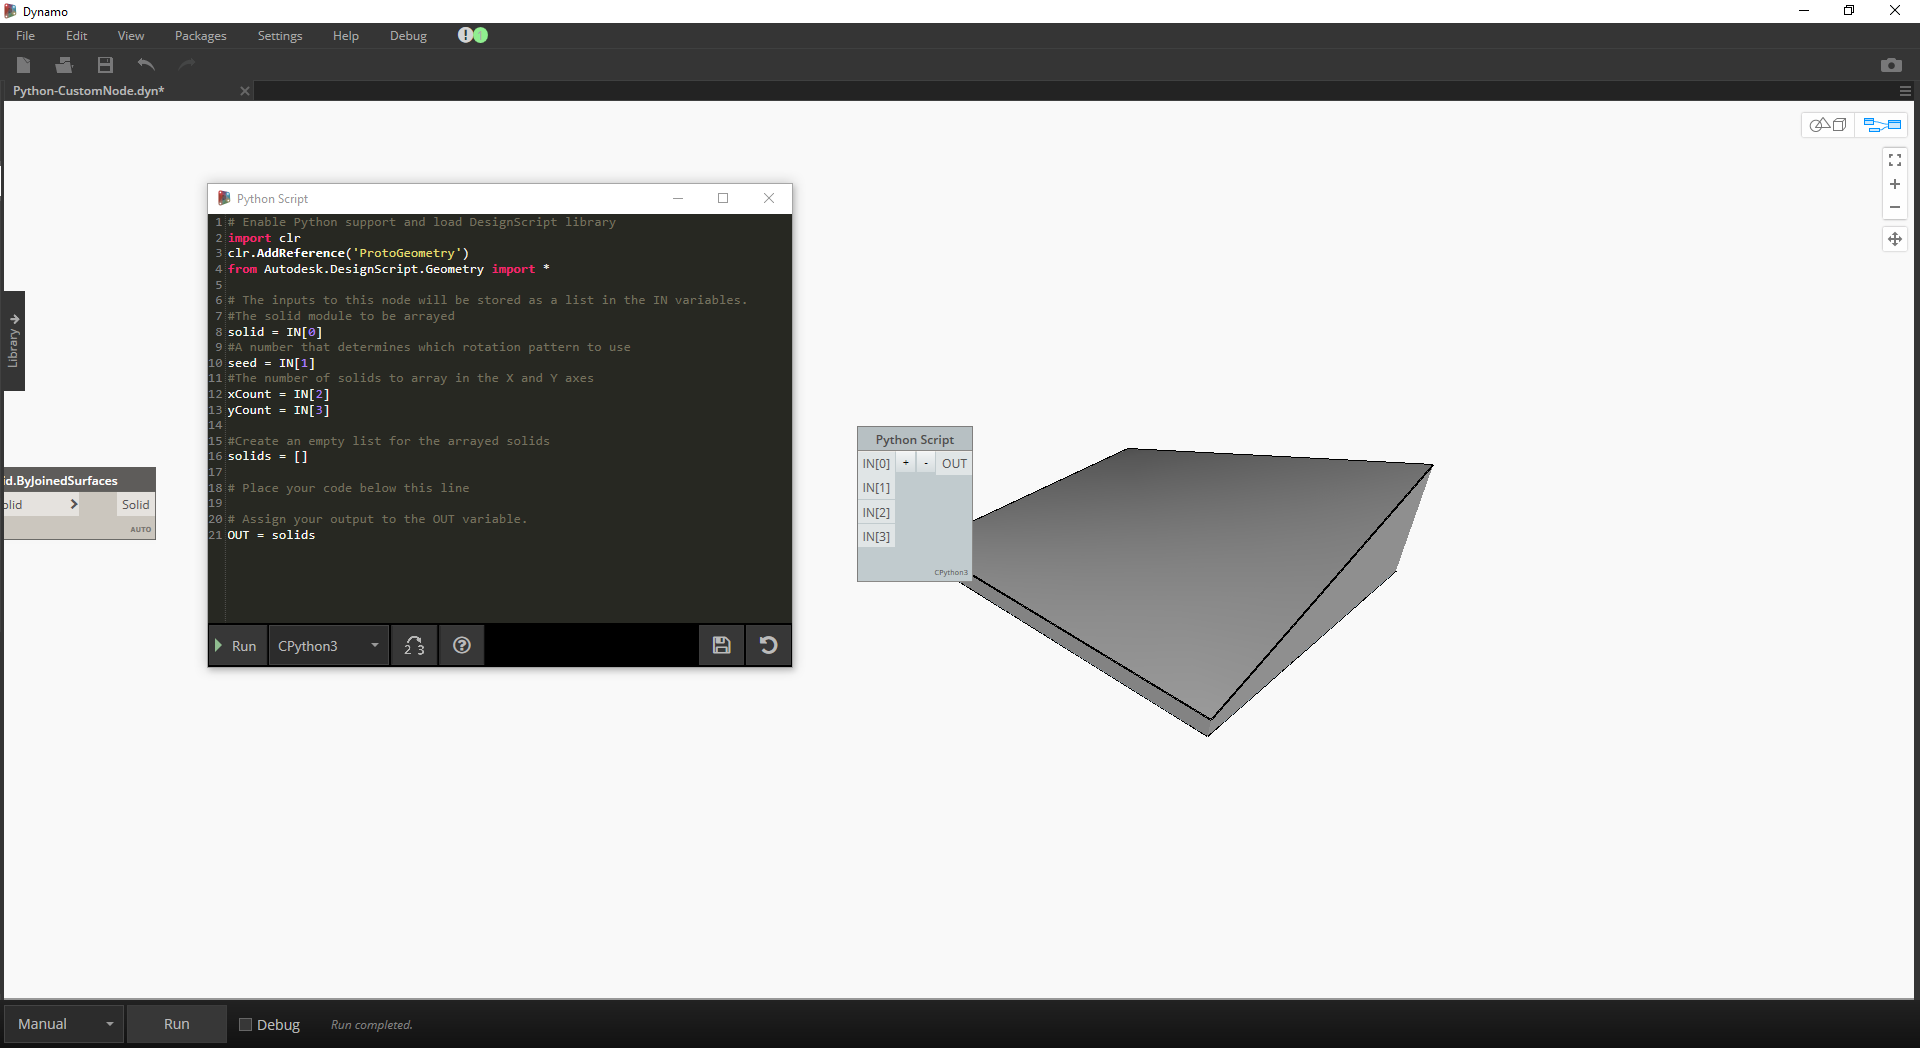 Dynamo
File Edit View Packages Settings Help Debug ! 1
Python-CustomNode.dyn*
Library
id.ByJoinedSurfaces
olid > Solid
AUTO
Python Script
1 # Enable Python support and load DesignScript library
2 import clr
3 clr.AddReference('ProtoGeometry')
4 from Autodesk.DesignScript.Geometry import *
5
6 # The inputs to this node will be stored as a list in the IN variables.
7 #The solid module to be arrayed
8 solid = IN[0]
9 #A number that determines which rotation pattern to use
10 seed = IN[1]
11 #The number of solids to array in the X and Y axes
12 xCount = IN[2]
13 yCount = IN[3]
14
15 #Create an empty list for the arrayed solids
16 solids = []
17
18 # Place your code below this line
19
20 # Assign your output to the OUT variable.
21 OUT = solids
Run CPython3 2 3 ?
Python Script
IN[0] + - OUT
IN[1]
IN[2]
IN[3]
CPython3
Manual Run Debug Run completed.